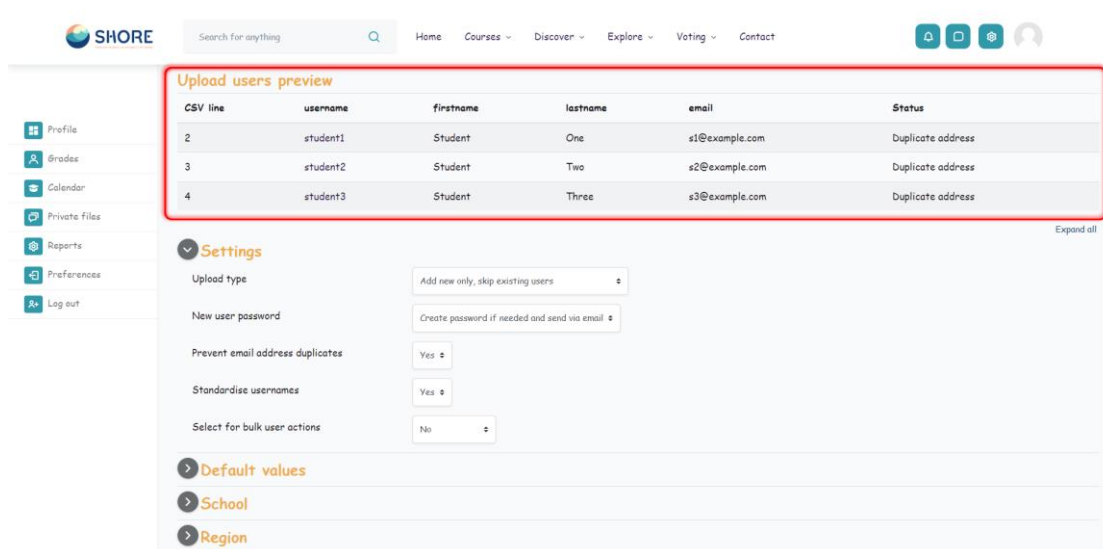 SHORE
Search for anything
Home Courses Discover Explore Voting Contact
Upload users preview
CSV line username firstname lastname email Status
2 student1 Student One s1@example.com Duplicate address
3 student2 Student Two s2@example.com Duplicate address
4 student3 Student Three s3@example.com Duplicate address
Profile
Grades
Calendar
Private files
Reports
Preferences
Log out
Expand all
Settings
Upload type Add new only, skip existing users
New user password Create password if needed and send via email
Prevent email address duplicates Yes
Standardise usernames Yes
Select for bulk user actions No
Default values
School
Region